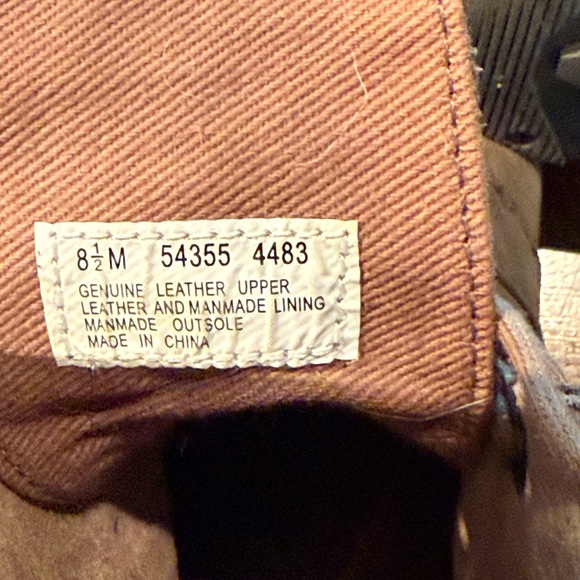 8½M 54355 4483
GENUINE LEATHER UPPER
LEATHER AND MANMADE LINING
MANMADE OUTSOLE
MADE IN CHINA